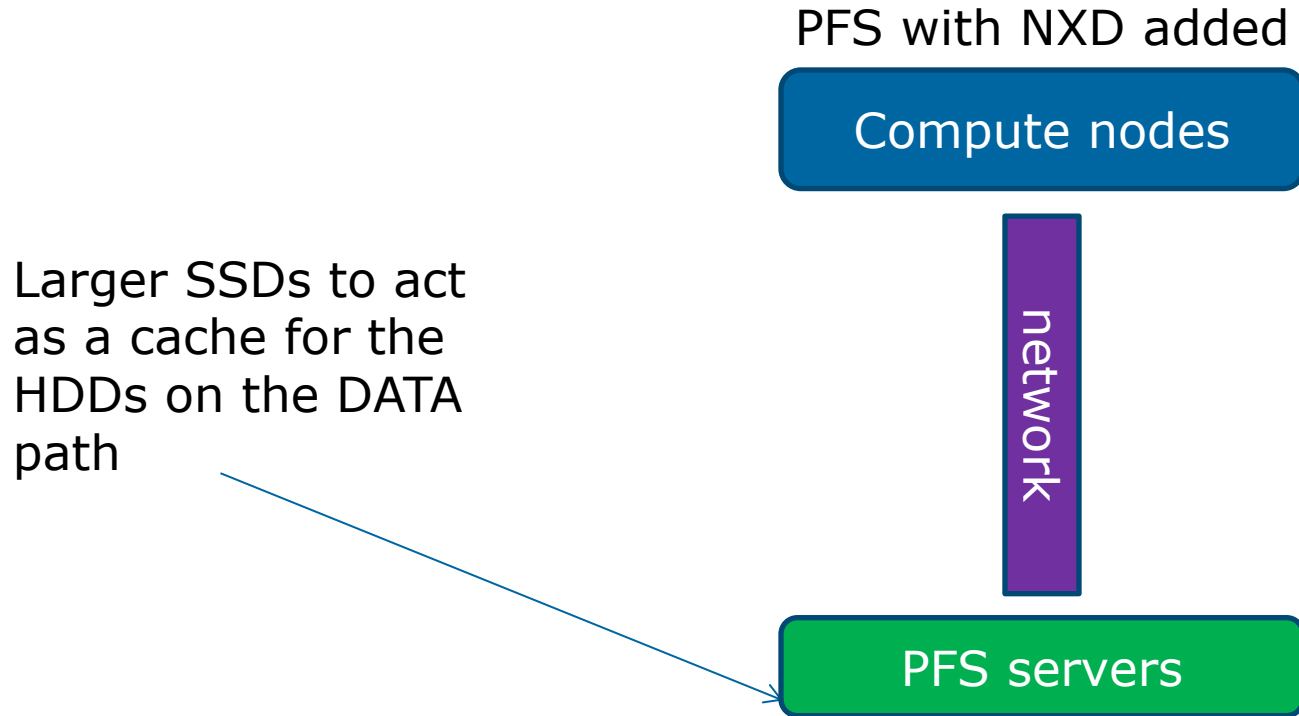 PFS with NXD added
Compute nodes
Larger SSDs to act
as a cache for the
HDDs on the DATA
path
network
PFS servers